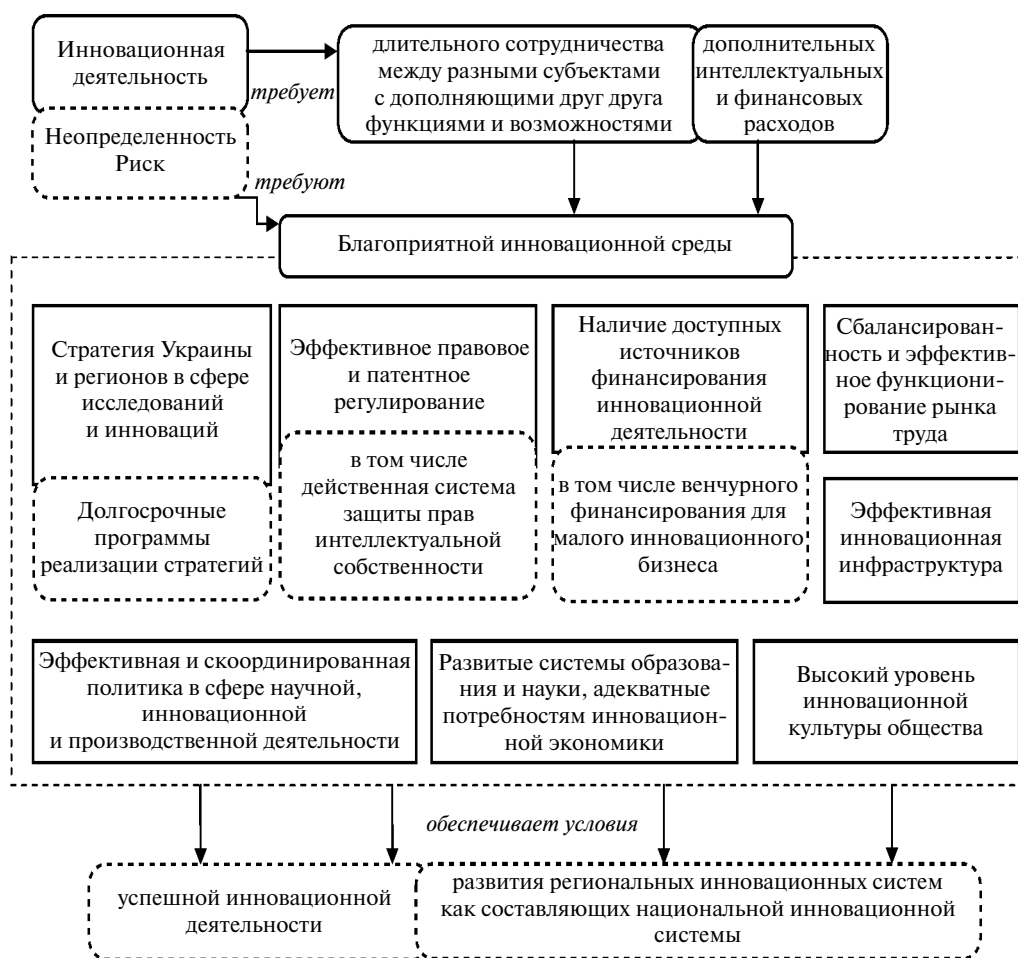 Инновационная
деятельность
требует
длительного сотрудничества
между разными субъектами
с дополняющими друг друга
функциями и возможностями
дополнительных
интеллектуальных
и финансовых
расходов
Неопределенность
Риск
требуют
Благоприятной инновационной среды
Стратегия Украины
и регионов в сфере
исследований
и инноваций
Долгосрочные
программы
реализации стратегий
Эффективное правовое
и патентное
регулирование
в том числе
действенная система
защиты прав
интеллектуальной
собственности
Наличие доступных
источников
финансирования
инновационной
деятельности
в том числе венчурного
финансирования для
малого инновационного
бизнеса
Сбалансирован-
ность и эффектив-
ное функциони-
рование рынка
труда
Эффективная
инновационная
инфраструктура
Эффективная и скоординированная
политика в сфере научной,
инновационной
и производственной деятельности
Развитые системы образова-
ния и науки, адекватные
потребностям инновацион-
ной экономики
Высокий уровень
инновационной
культуры общества
обеспечивает условия
успешной инновационной
деятельности
развития региональных инновационных систем
как составляющих национальной инновационной
системы